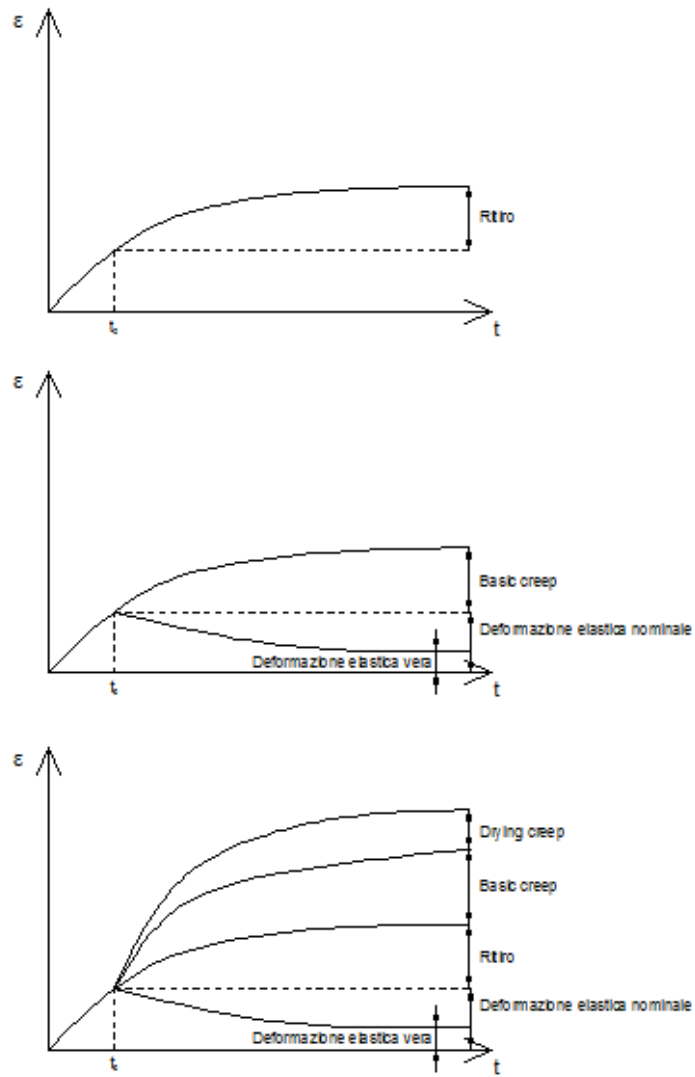 ε
Ritiro
t
t₀
ε
Basic creep
Deformazione elastica nominale
Deformazione elastica vera
t
t₀
ε
Drying creep
Basic creep
Ritiro
Deformazione elastica nominale
Deformazione elastica vera
t
t₀